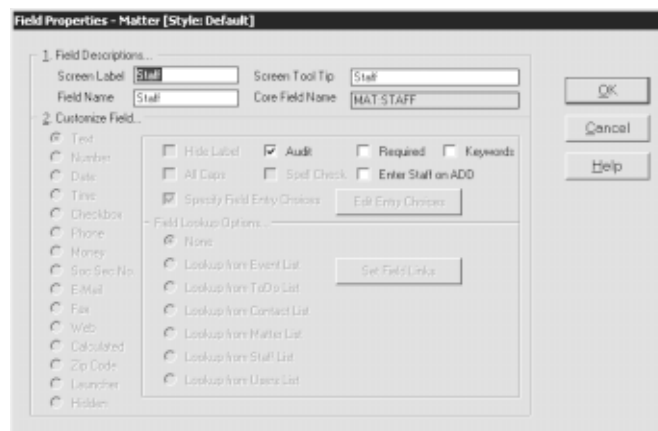 Field Properties - Matter [Style: Default]
1. Field Descriptions...
Screen Label Staff Screen Tool Tip Staff
Field Name Staff Core Field Name MAT STAFF
OK
Cancel
Help
2. Customize Field...
Text
Number
Date
Time
Checkbox
Phone
Money
Soc Sec No.
E-Mail
Fax
Web
Calculated
Zip Code
Launcher
Hidden
Hide Label Audit Required Keywords
All Caps Spell Check Enter Staff on ADD
Specify Field Entry Choices Edit Entry Choices
Field Lookup Options...
None
Lookup from Event List Set Field Links
Lookup from ToDo List
Lookup from Contact List
Lookup from Matter List
Lookup from Staff List
Lookup from Users List